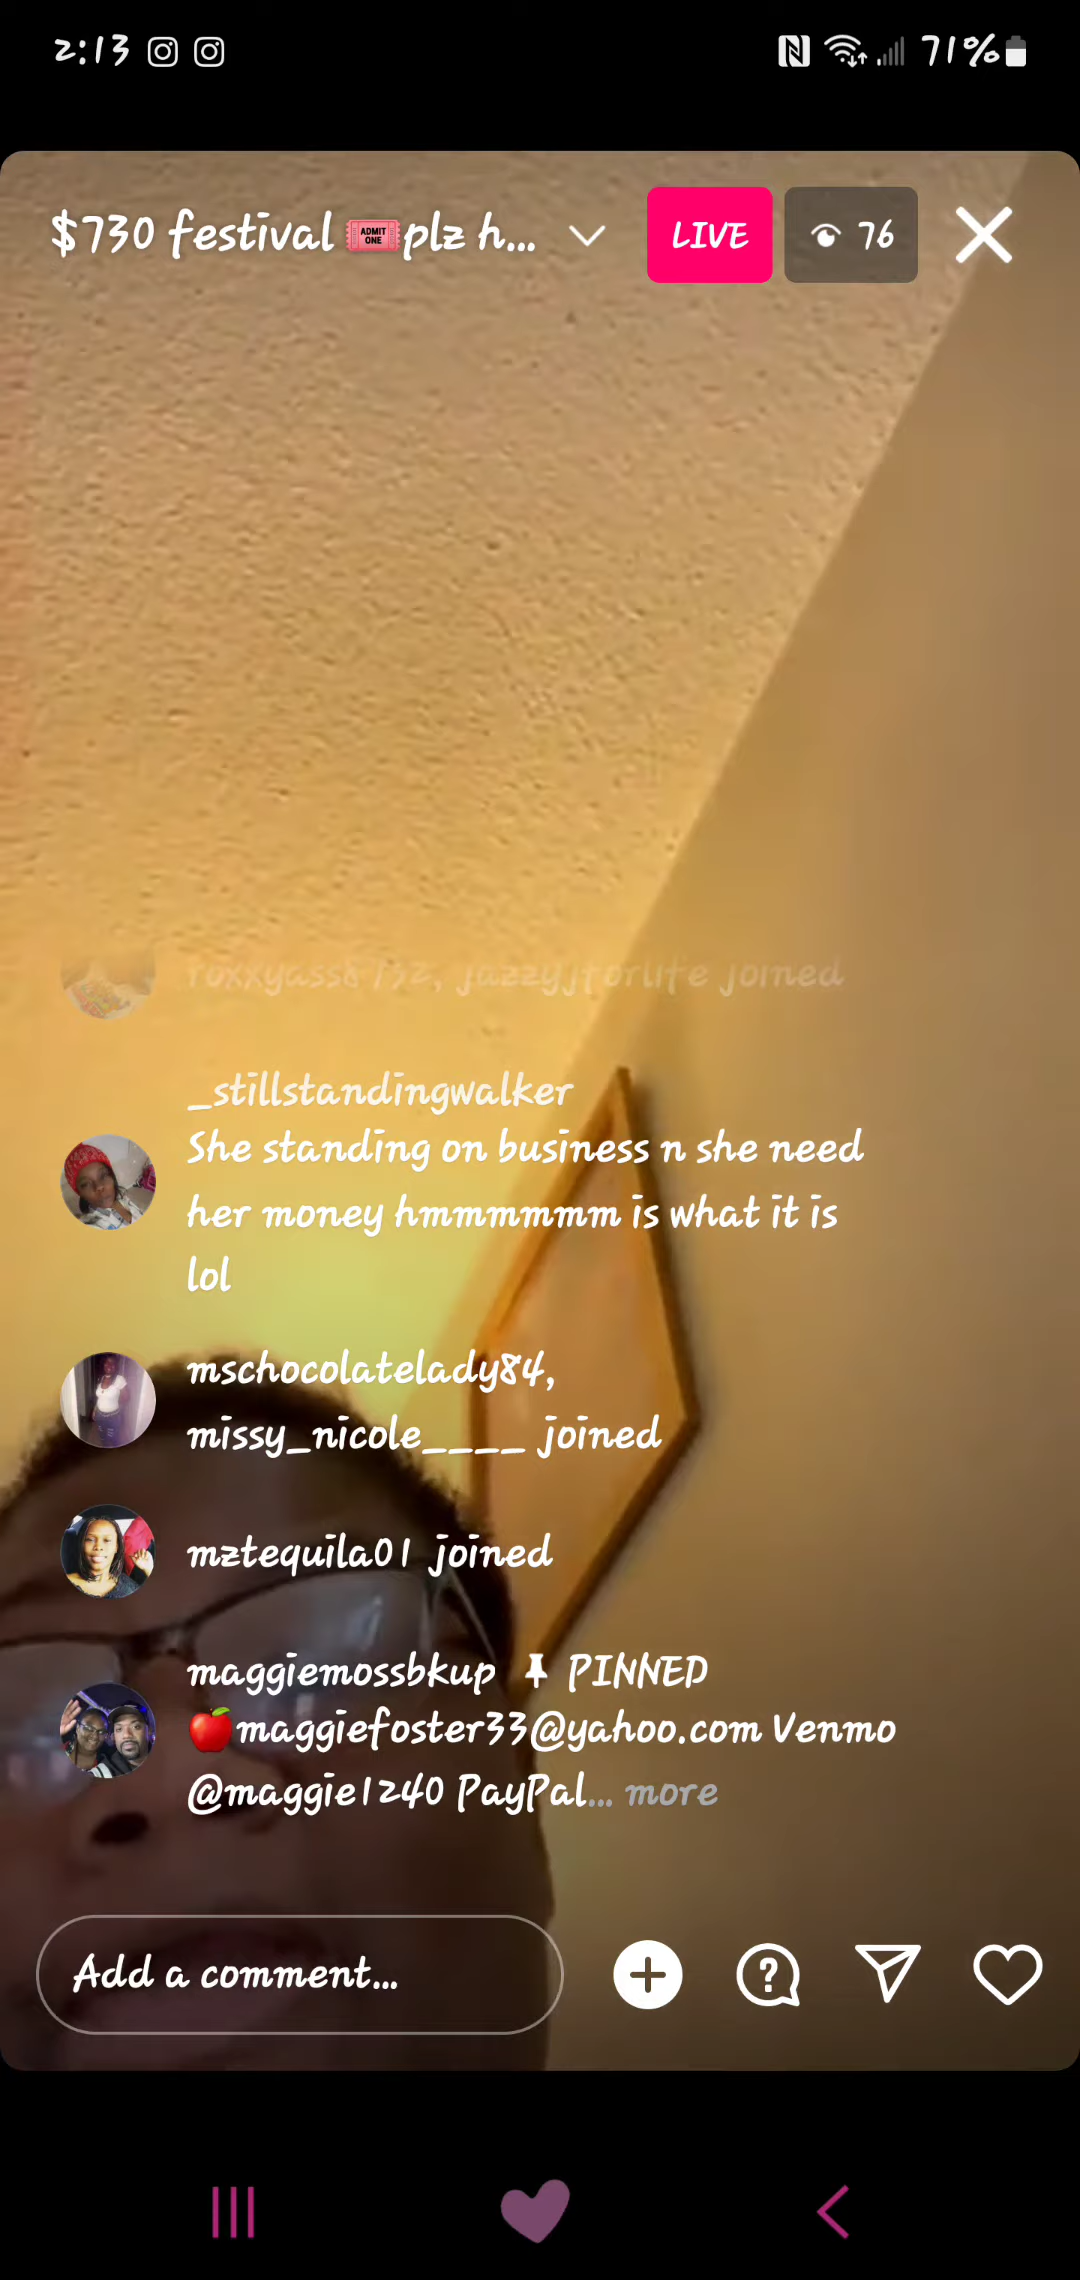 2:13
71%
$730 festival 🎟plz h...
LIVE
76
joined
_stillstandingwalker
She standing on business n she need
her money hmmmmmm is what it is
lol
mschocolatelady84,
missy_nicole____ joined
mztequila01 joined
maggiemossbkup 📌 PINNED
🍎maggiefoster33@yahoo.com Venmo
@maggie1240 PayPal... more
Add a comment...